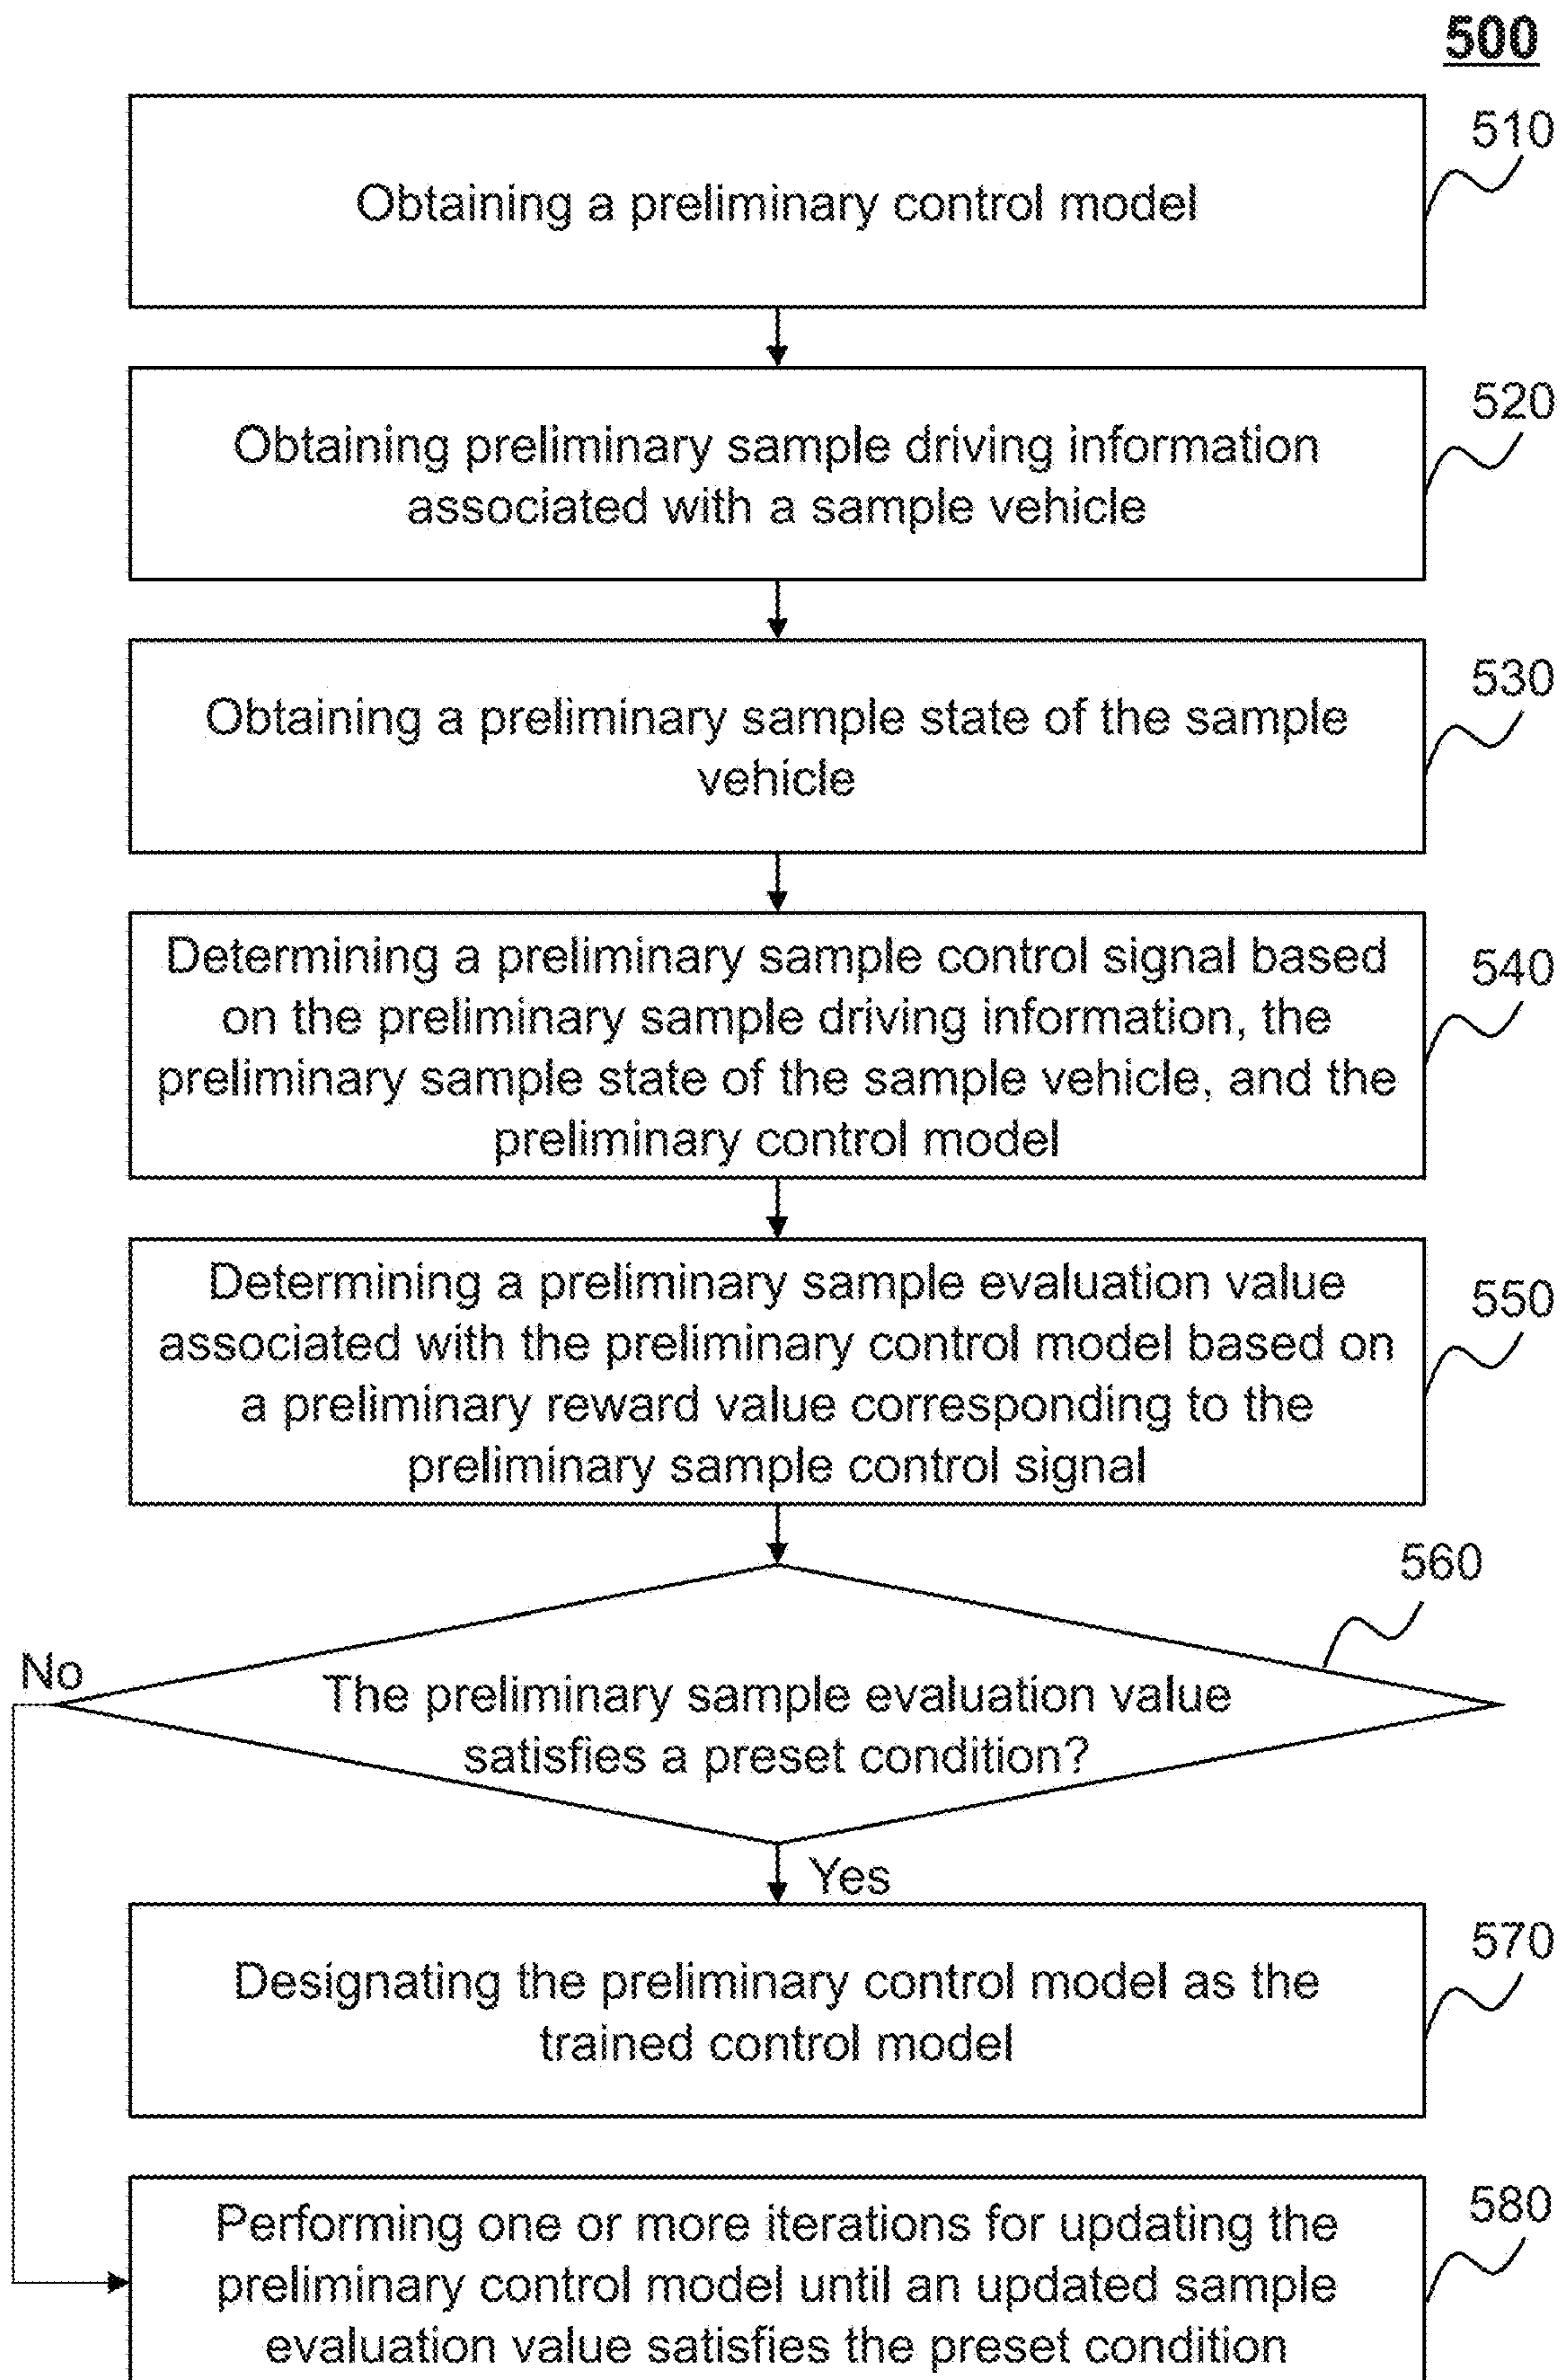 500
510
Obtaining a preliminary control model
520
Obtaining preliminary sample driving information
associated with a sample vehicle
530
Obtaining a preliminary sample state of the sample
vehicle
540
Determining a preliminary sample control signal based
on the preliminary sample driving information, the
preliminary sample state of the sample vehicle, and the
preliminary control model
550
Determining a preliminary sample evaluation value
associated with the preliminary control model based on
a preliminary reward value corresponding to the
preliminary sample control signal
560
No
The preliminary sample evaluation value
satisfies a preset condition?
Yes
570
Designating the preliminary control model as the
trained control model
580
Performing one or more iterations for updating the
preliminary control model until an updated sample
evaluation value satisfies the preset condition